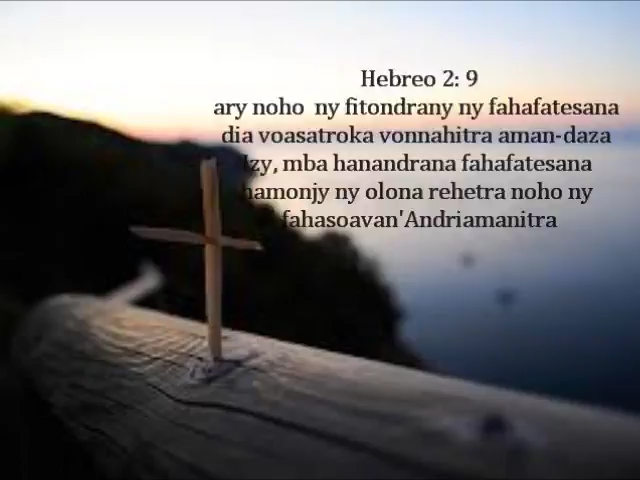 Hebreo 2: 9
ary noho ny fitondrany ny fahafatesana
dia voasatroka vonnahitra aman-daza
Izy, mba hanandrana fahafatesana
hamonjy ny olona rehetra noho ny
fahasoavan'Andriamanitra